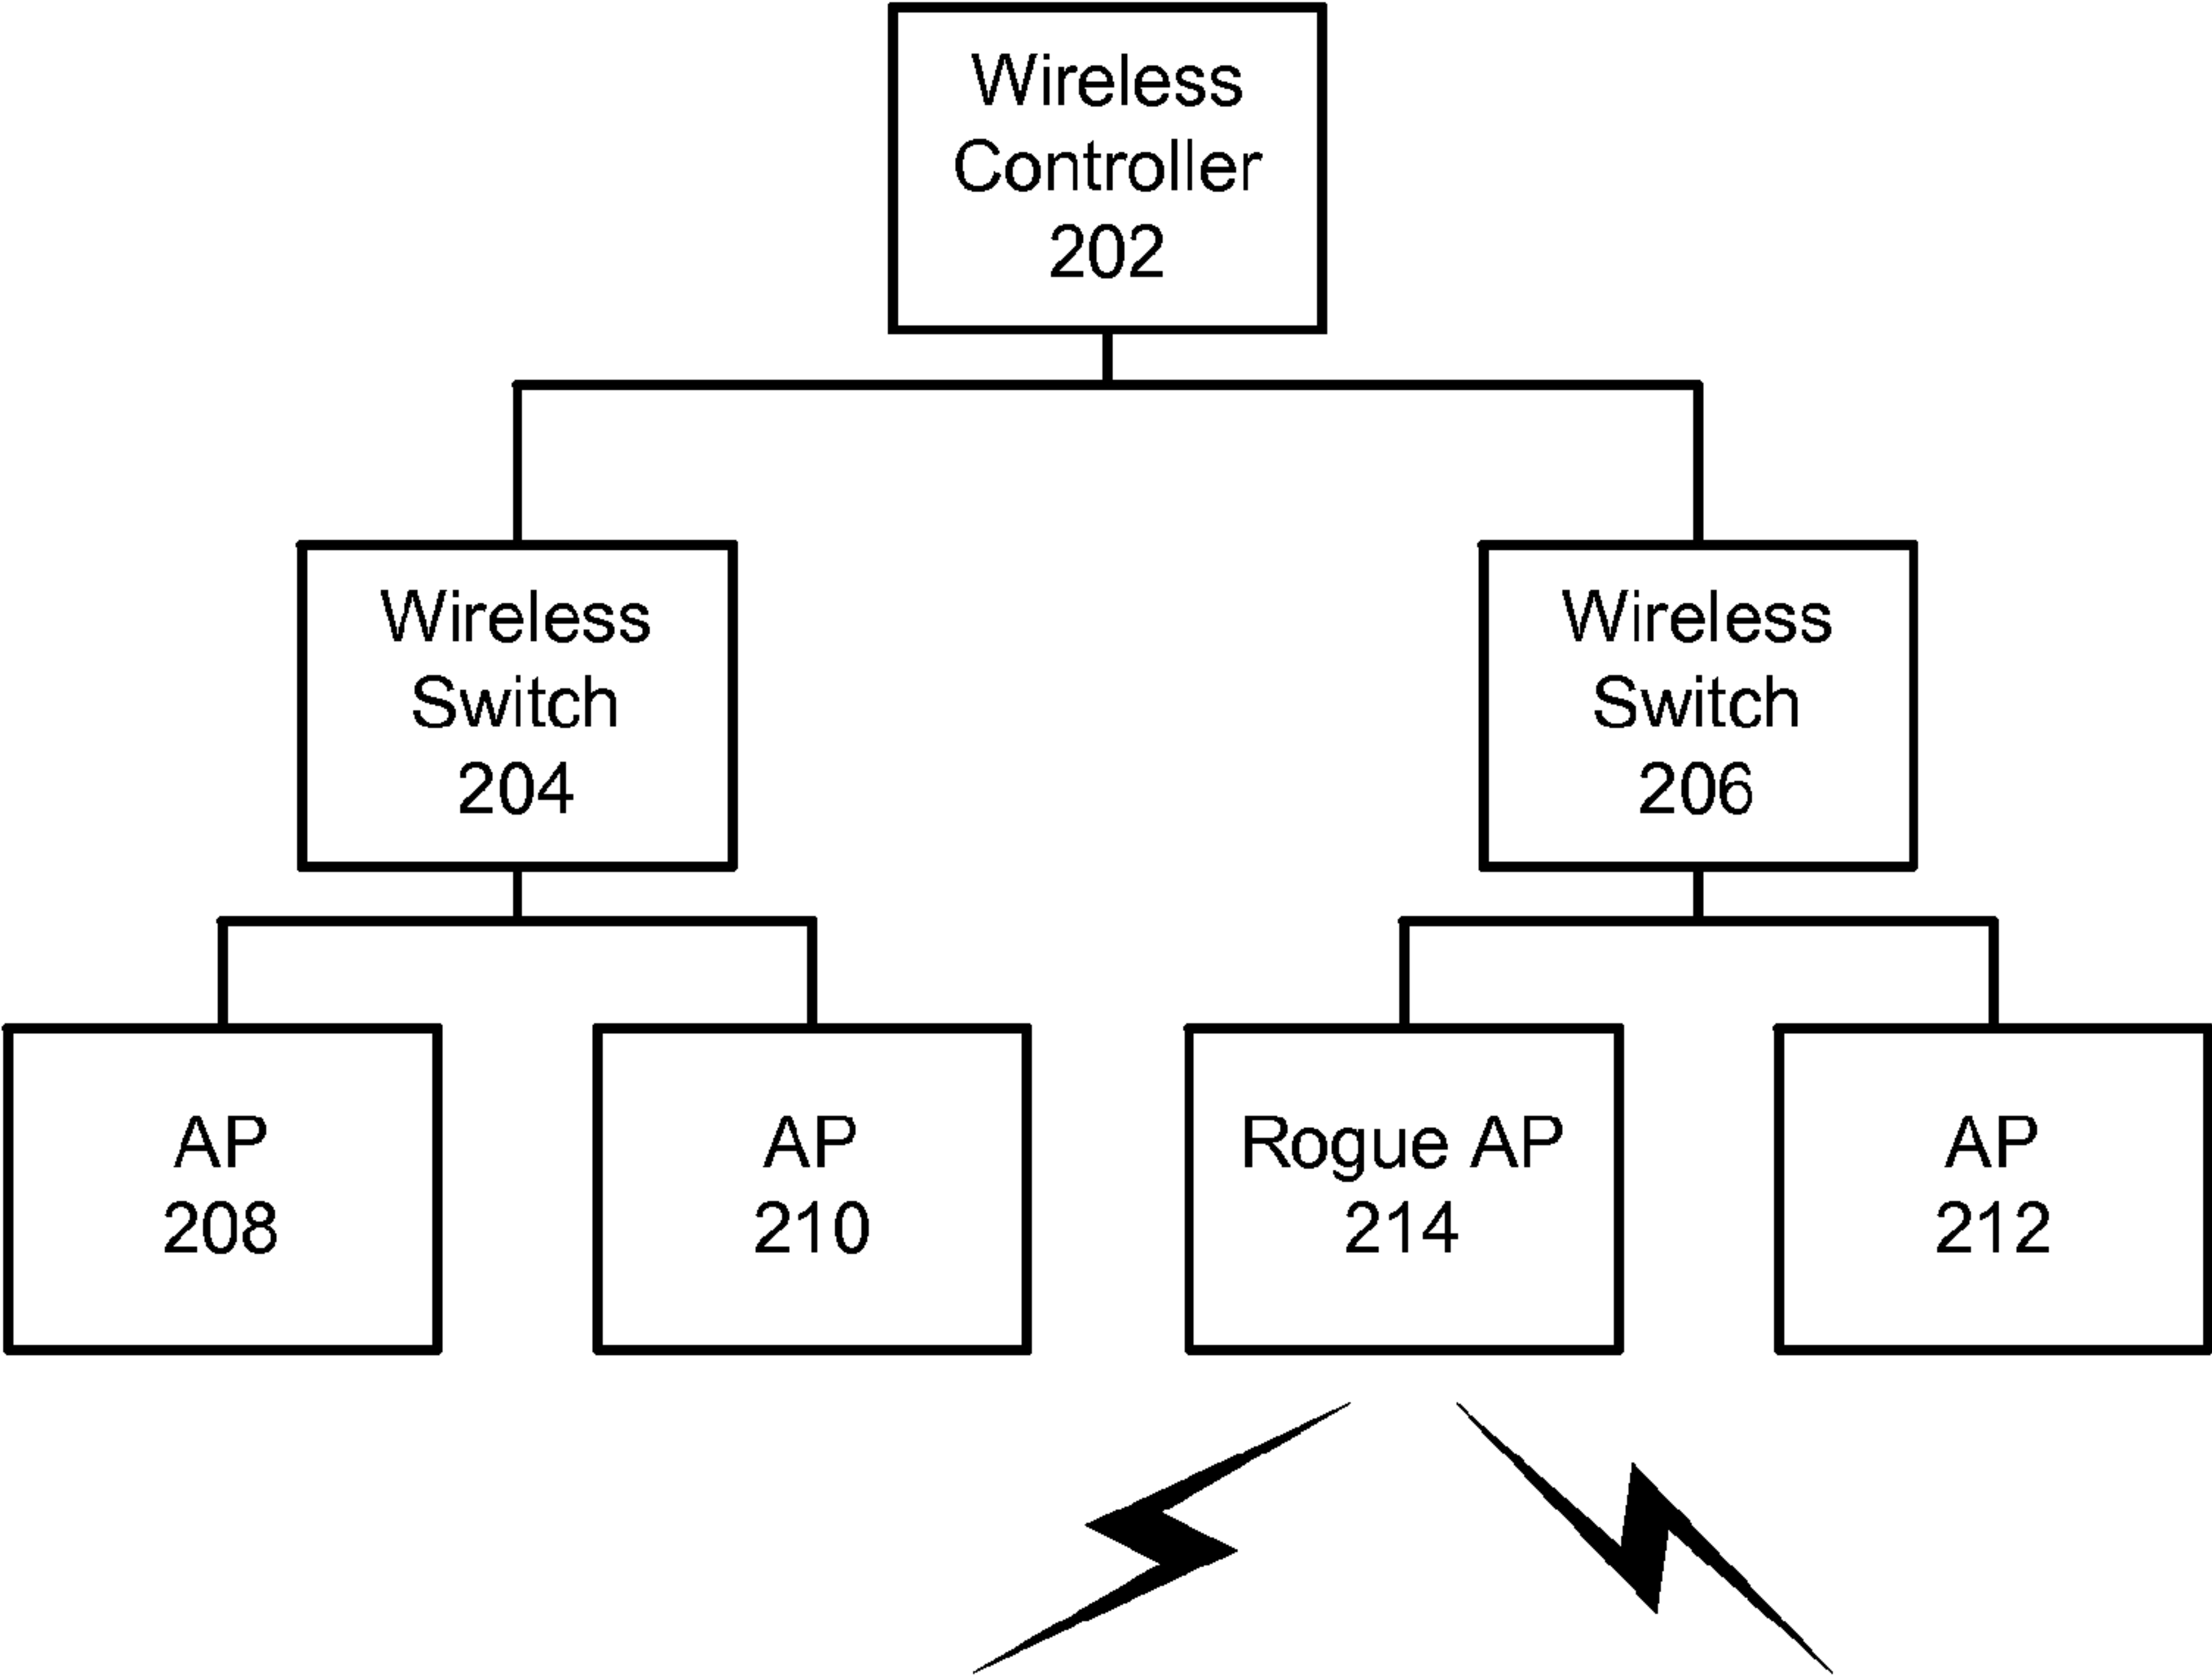 Wireless
Controller
202
Wireless
Switch
204
Wireless
Switch
206
AP
208
AP
210
Rogue AP
214
AP
212